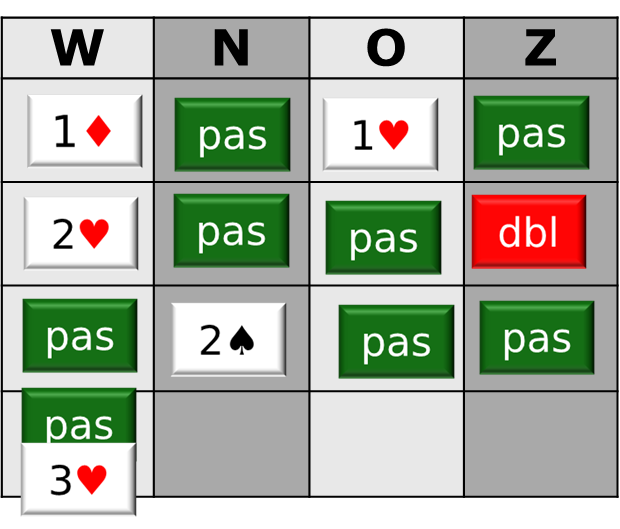 W N O Z
1♦ pas 1♥ pas
2♥ pas pas dbl
pas 2♠ pas pas
pas
3♥